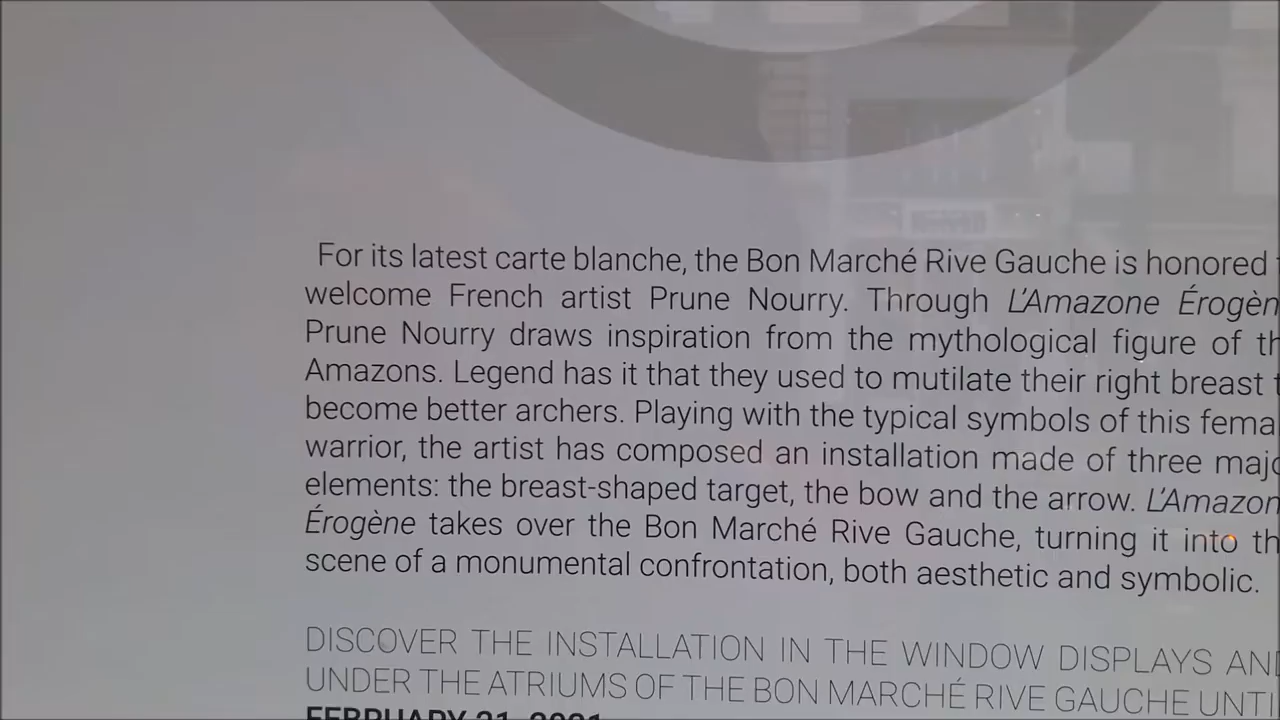 For its latest carte blanche, the Bon Marché Rive Gauche is honored
welcome French artist Prune Nourry. Through L'Amazone Érogèn
Prune Nourry draws inspiration from the mythological figure of th
Amazons. Legend has it that they used to mutilate their right breast t
become better archers. Playing with the typical symbols of this fema
warrior, the artist has composed an installation made of three majo
elements: the breast-shaped target, the bow and the arrow. L'Amazon
Érogène takes over the Bon Marché Rive Gauche, turning it into th
scene of a monumental confrontation, both aesthetic and symbolic.
DISCOVER THE INSTALLATION IN THE WINDOW DISPLAYS AND
UNDER THE ATRIUMS OF THE BON MARCHÉ RIVE GAUCHE UNTI
FEBRUARY 21, 2021